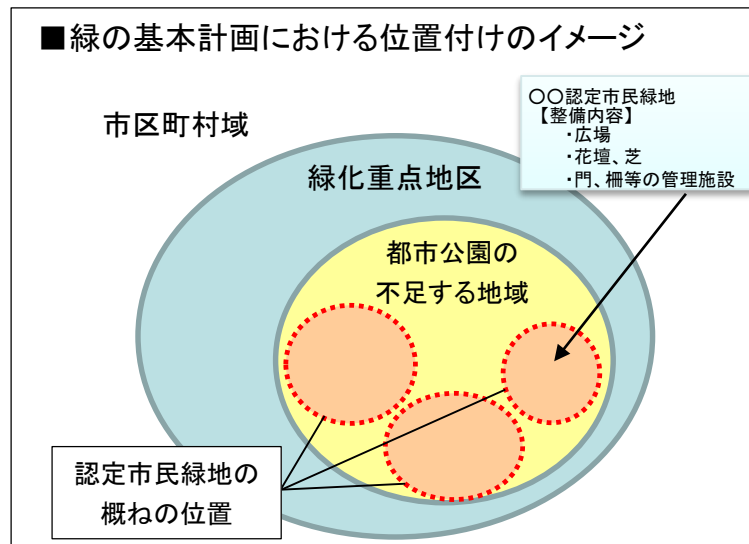 ■緑の基本計画における位置付けのイメージ
〇〇認定市民緑地
【整備内容】
・広場
・花壇、芝
・門、柵等の管理施設
市区町村域
緑化重点地区
都市公園の
不足する地域
認定市民緑地の
概ねの位置